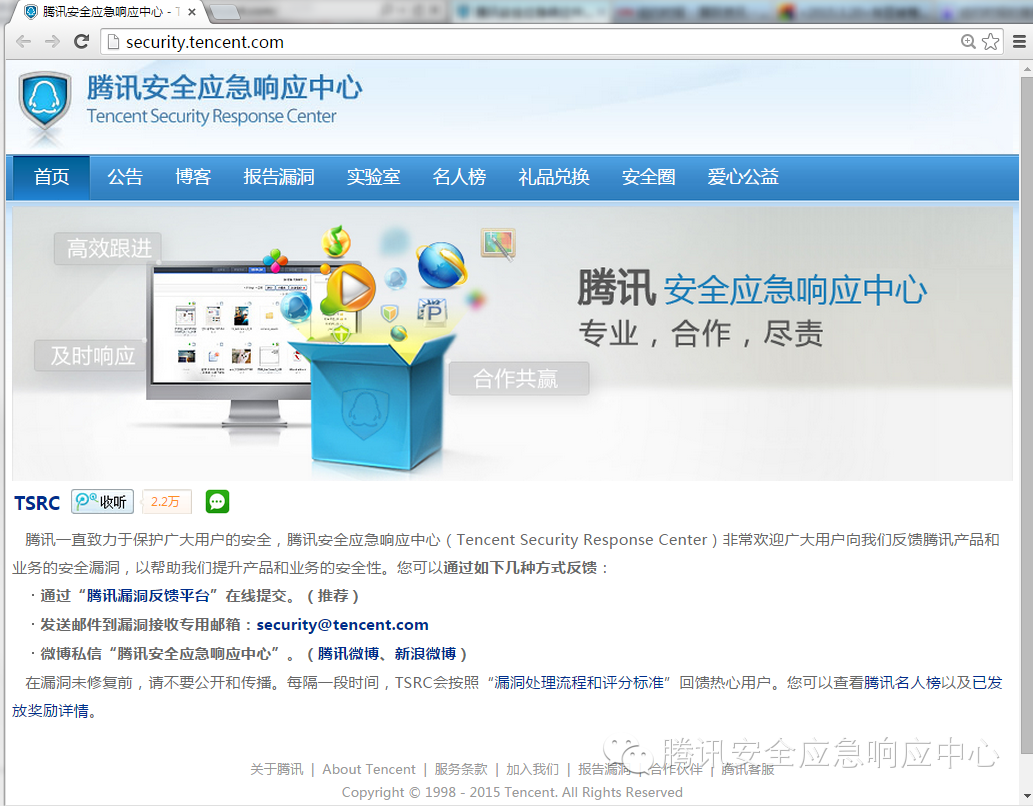 腾讯安全应急响应中心 - T
security.tencent.com
腾讯安全应急响应中心
Tencent Security Response Center
首页 公告 博客 报告漏洞 实验室 名人榜 礼品兑换 安全圈 爱心公益
高效跟进
及时响应
合作共赢
腾讯 安全应急响应中心
专业，合作，尽责
TSRC 收听 2.2万
腾讯一直致力于保护广大用户的安全，腾讯安全应急响应中心（Tencent Security Response Center）非常欢迎广大用户向我们反馈腾讯产品和
业务的安全漏洞，以帮助我们提升产品和业务的安全性。您可以通过如下几种方式反馈：
· 通过“腾讯漏洞反馈平台”在线提交。（推荐）
· 发送邮件到漏洞接收专用邮箱：security@tencent.com
· 微博私信“腾讯安全应急响应中心”。（腾讯微博、新浪微博）
在漏洞未修复前，请不要公开和传播。每隔一段时间，TSRC会按照“漏洞处理流程和评分标准”回馈热心用户。您可以查看腾讯名人榜以及已发
放奖励详情。
腾讯安全应急响应中心
关于腾讯 | About Tencent | 服务条款 | 加入我们 | 报告漏洞 | 合作伙伴 | 腾讯客服
Copyright © 1998 - 2015 Tencent. All Rights Reserved